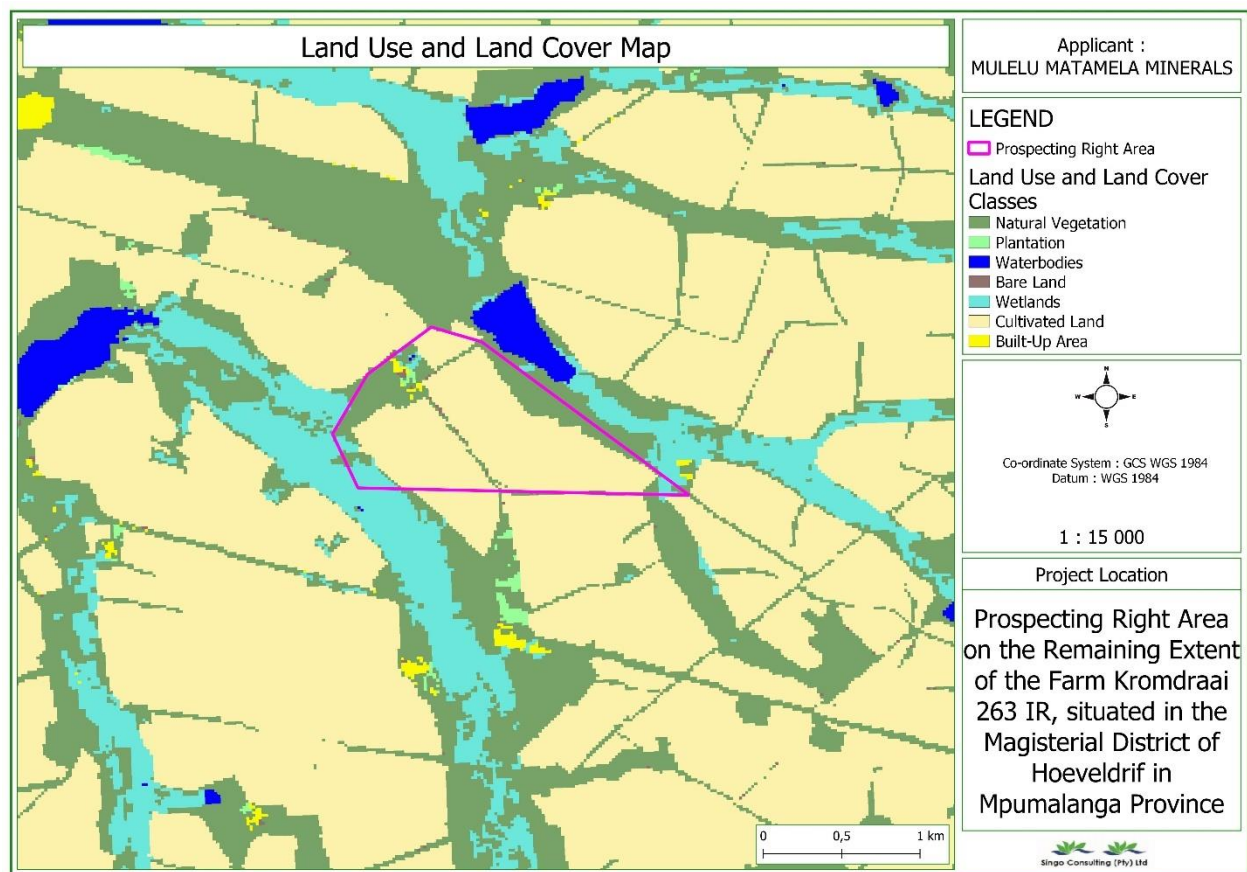 Land Use and Land Cover Map
Applicant :
MULELU MATAMELA MINERALS
LEGEND
Prospecting Right Area
Land Use and Land Cover
Classes
Natural Vegetation
Plantation
Waterbodies
Bare Land
Wetlands
Cultivated Land
Built-Up Area
N
W
E
S
Co-ordinate System : GCS WGS 1984
Datum : WGS 1984
1 : 15 000
Project Location
Prospecting Right Area
on the Remaining Extent
of the Farm Kromdraai
263 IR, situated in the
Magisterial District of
Hoeveldrif in
Mpumalanga Province
0 0,5 1 km
Singo Consulting (Pty) Ltd